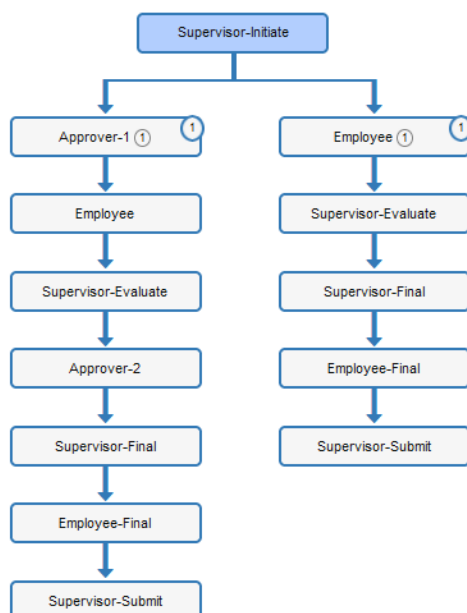 Supervisor-Initiate
Approver-1 1
1
Employee
Supervisor-Evaluate
Approver-2
Supervisor-Final
Employee-Final
Supervisor-Submit
Employee 1
1
Supervisor-Evaluate
Supervisor-Final
Employee-Final
Supervisor-Submit